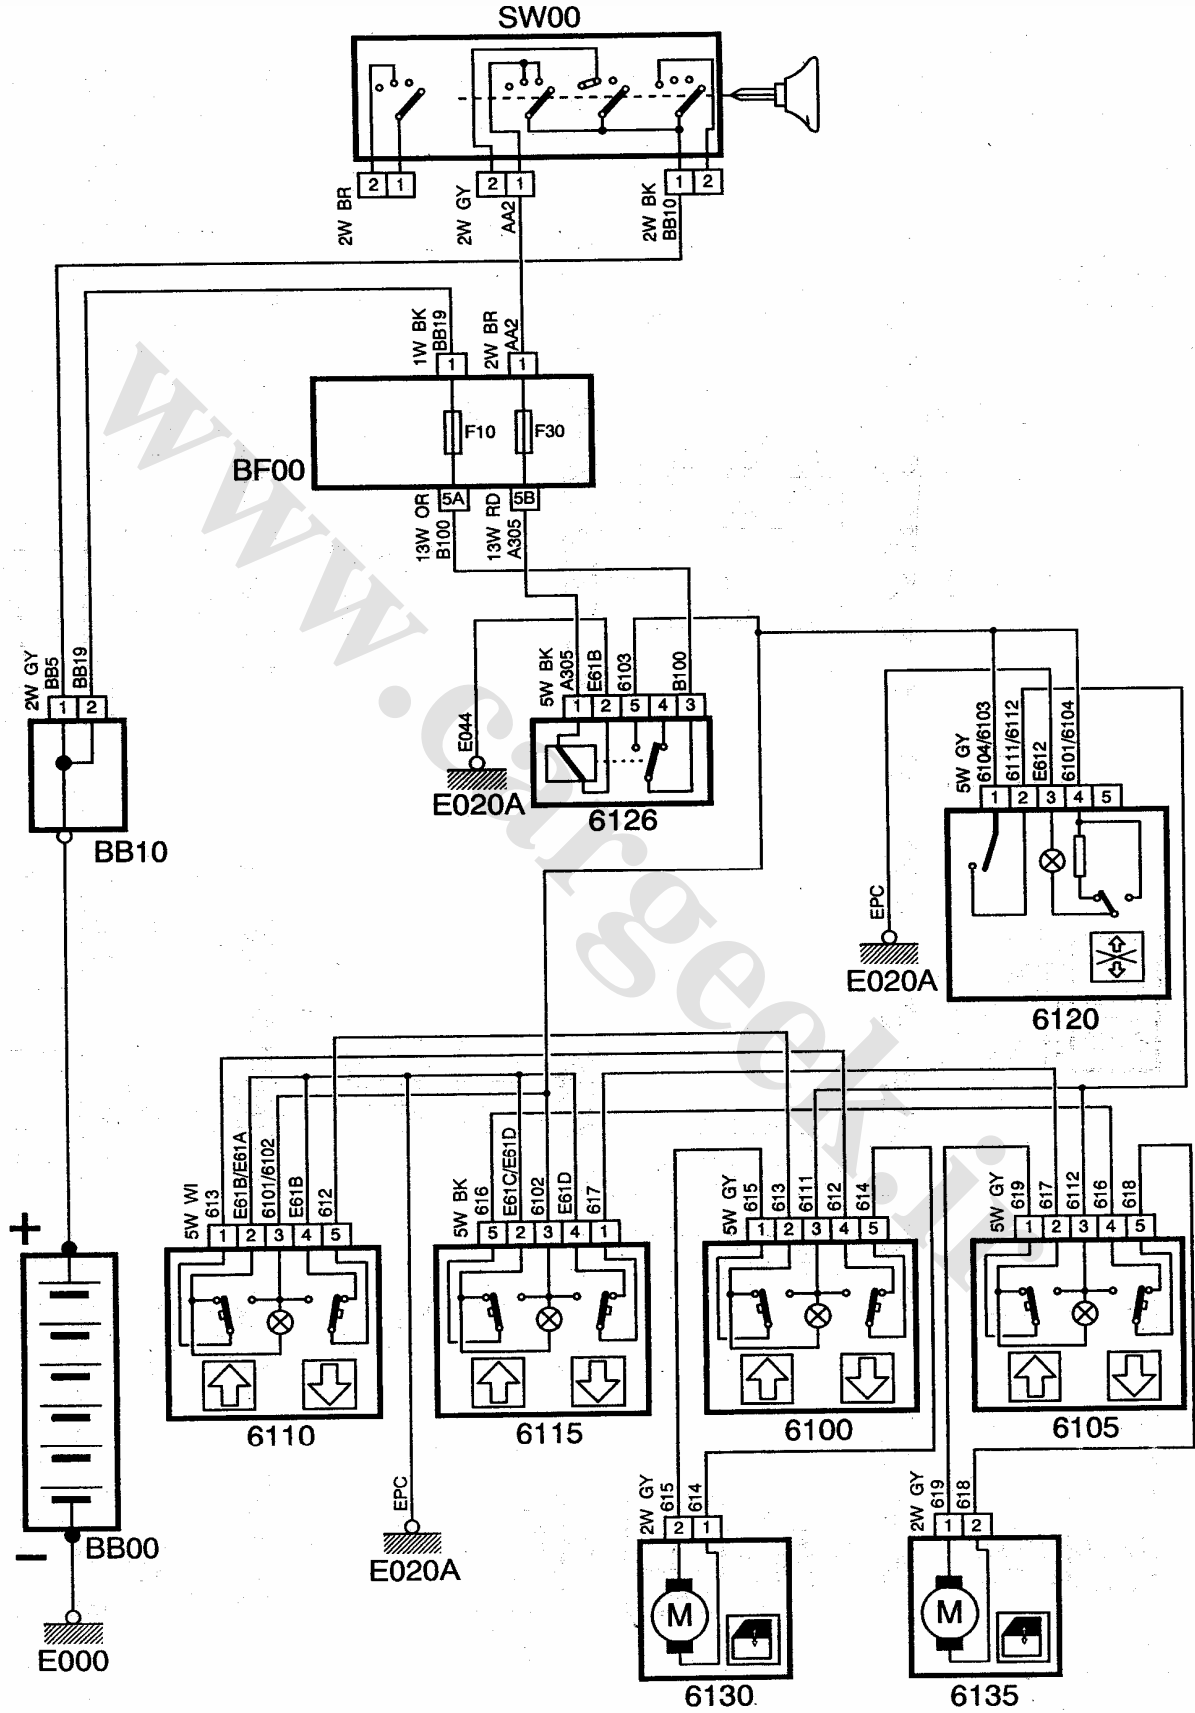 SW00
2 1
2 1
1 2
2W BR
2W GY
AA2
2W BK
BB10
1W BK
BB19
2W BR
AA2
1
1
F10
F30
BF00
5A
5B
13W OR
B100
13W RD
A305
2W GY
BB5
BB19
1 2
BB10
5W BK
A305
E61B
6103
B100
1 2 5 4 3
E044
E020A
6126
5W GY
6104/6103
6111/6112
E612
6101/6104
1 2 3 4 5
EPC
E020A
6120
5W WI
613
E61B/E61A
6101/6102
E61B
612
1 2 3 4 5
6110
5W BK
616
E61C/E61D
6102
E61D
617
5 2 3 4 1
6115
5W GY
615
613
6111
612
614
1 2 3 4 5
6100
5W GY
619
617
6112
616
618
1 2 3 4 5
6105
+
−
BB00
E000
EPC
E020A
2W GY
615
614
2 1
M
6130
2W GY
619
618
1 2
M
6135
www.cargeek.ir